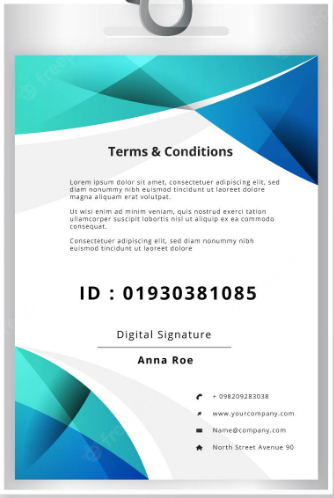 Terms & Conditions
Lorem ipsum dolor sit amet, consectetuer adipiscing elit, sed
diam nonummy nibh euismod tincidunt ut laoreet dolore
magna aliquam erat volutpat.
Ut wisi enim ad minim veniam, quis nostrud exerci tation
ullamcorper suscipit lobortis nisl ut aliquip ex ea commodo
consequat.
Consectetuer adipiscing elit, sed diam nonummy nibh
euismod tincidunt ut laoreet dolore
ID : 01930381085
Digital Signature
Anna Roe
+ 098209283038
www.yourcompany.com
Name@company.com
North Street Avenue 90